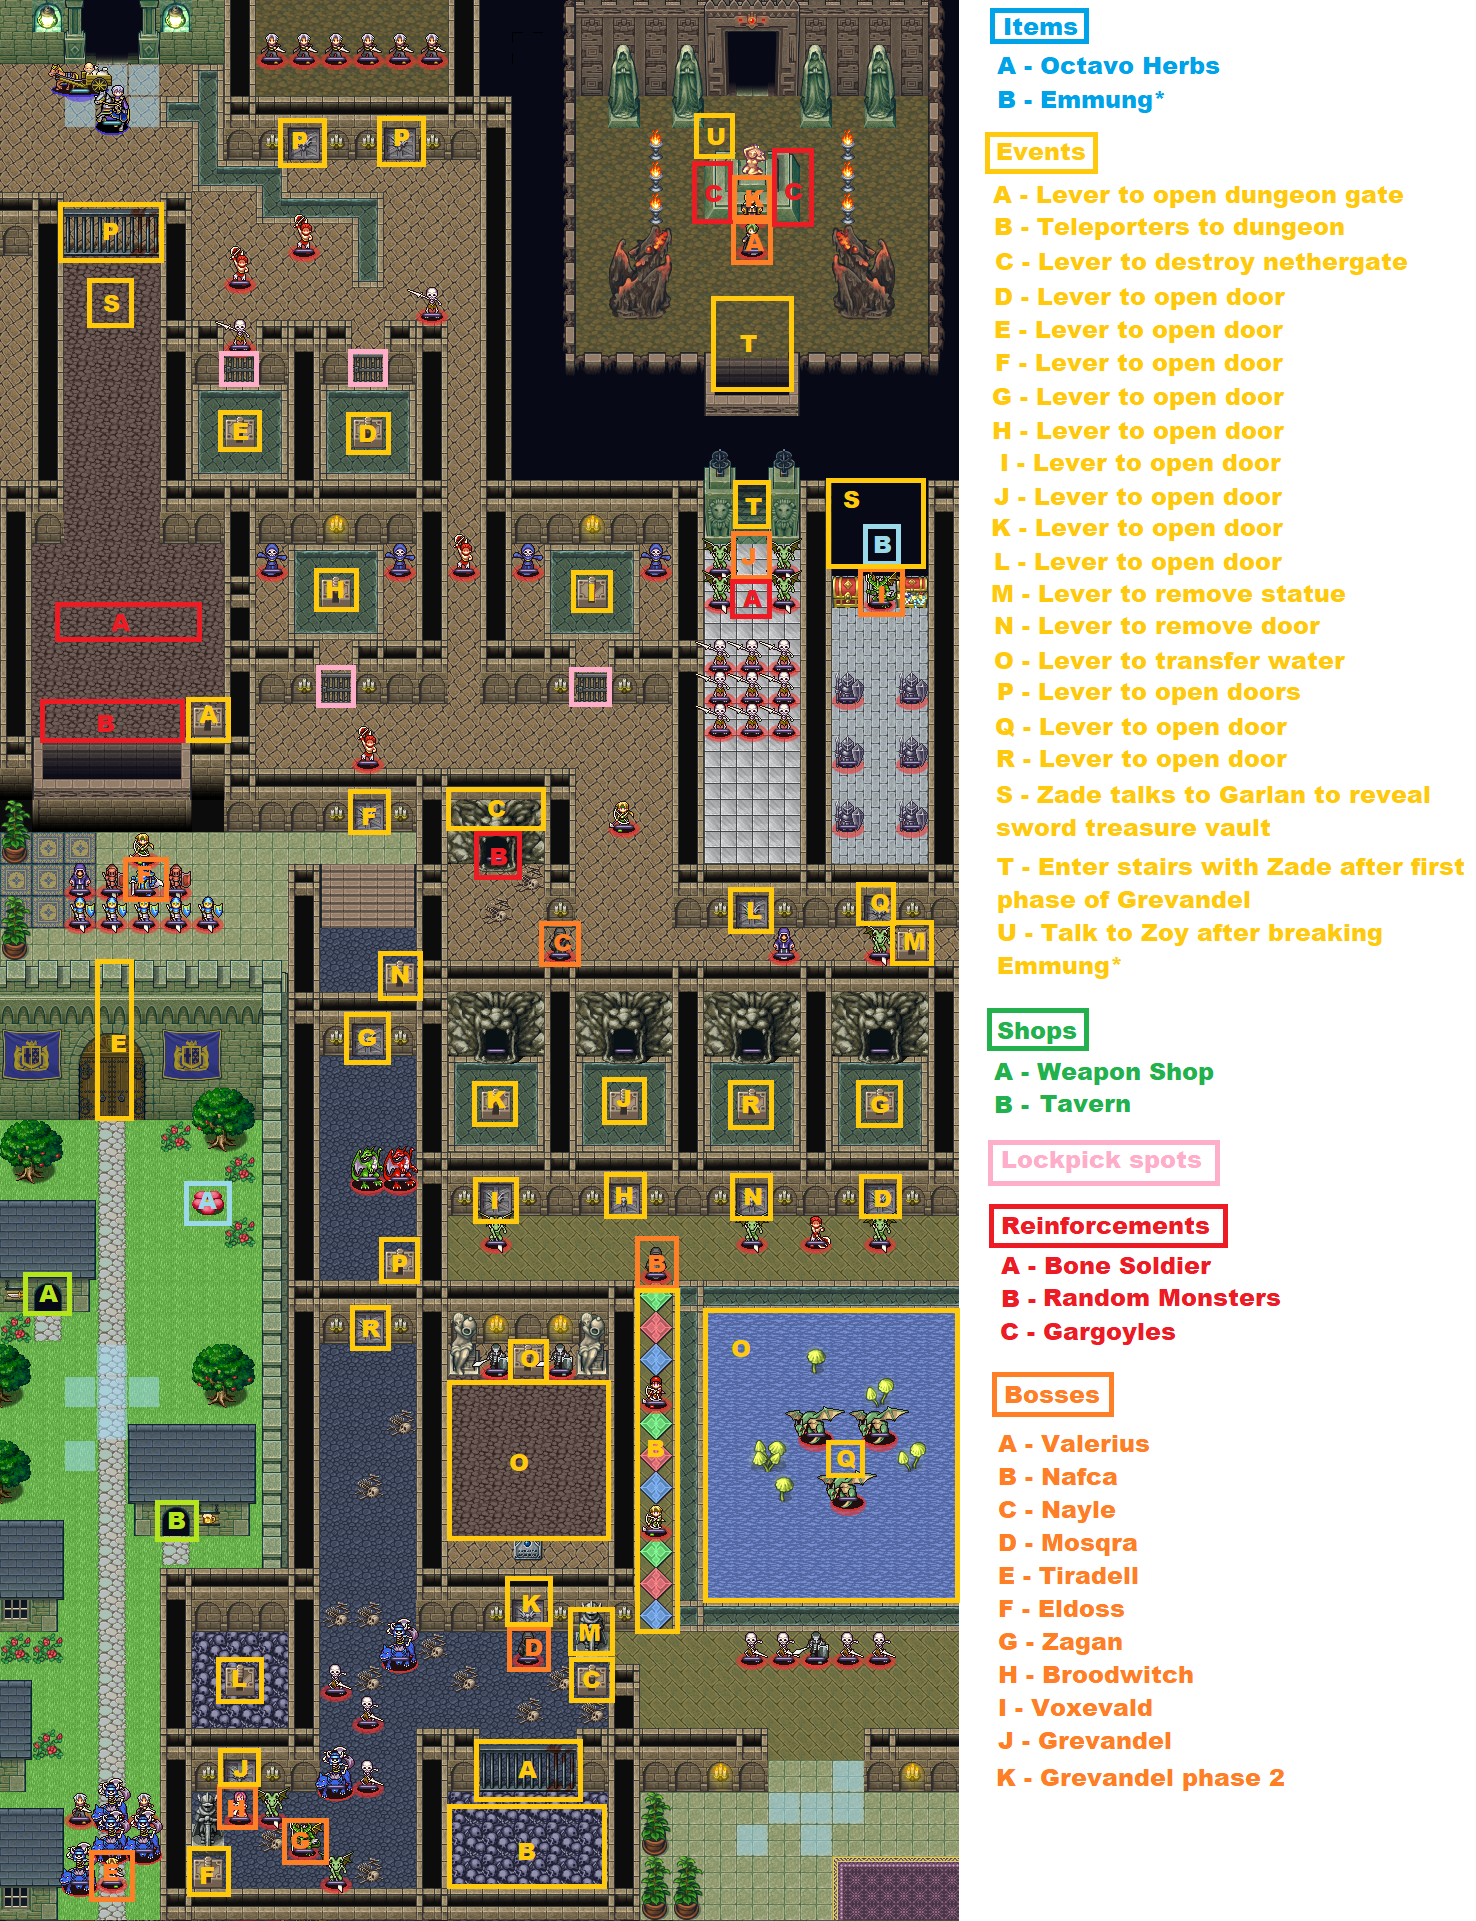 Items
A - Octavo Herbs
B - Emmung*
Events
A - Lever to open dungeon gate
B - Teleporters to dungeon
C - Lever to destroy nethergate
D - Lever to open door
E - Lever to open door
F - Lever to open door
G - Lever to open door
H - Lever to open door
I - Lever to open door
J - Lever to open door
K - Lever to open door
L - Lever to open door
M - Lever to remove statue
N - Lever to remove door
O - Lever to transfer water
P - Lever to open doors
Q - Lever to open door
R - Lever to open door
S - Zade talks to Garlan to reveal
sword treasure vault
T - Enter stairs with Zade after first
phase of Grevandel
U - Talk to Zoy after breaking
Emmung*
Shops
A - Weapon Shop
B - Tavern
Lockpick spots
Reinforcements
A - Bone Soldier
B - Random Monsters
C - Gargoyles
Bosses
A - Valerius
B - Nafca
C - Nayle
D - Mosqra
E - Tiradell
F - Eldoss
G - Zagan
H - Broodwitch
I - Voxevald
J - Grevandel
K - Grevandel phase 2
P P
U
C K C
A
P
S
T
E D
S
T
B
J
H I
I
A
A
B A
F C
B
F
L Q
C M
N
G
E
K J R G
A
I H N D
B
P
A
R O
O
B
O
Q
B
K
M
D
L C
J
A
H
G
B
E F